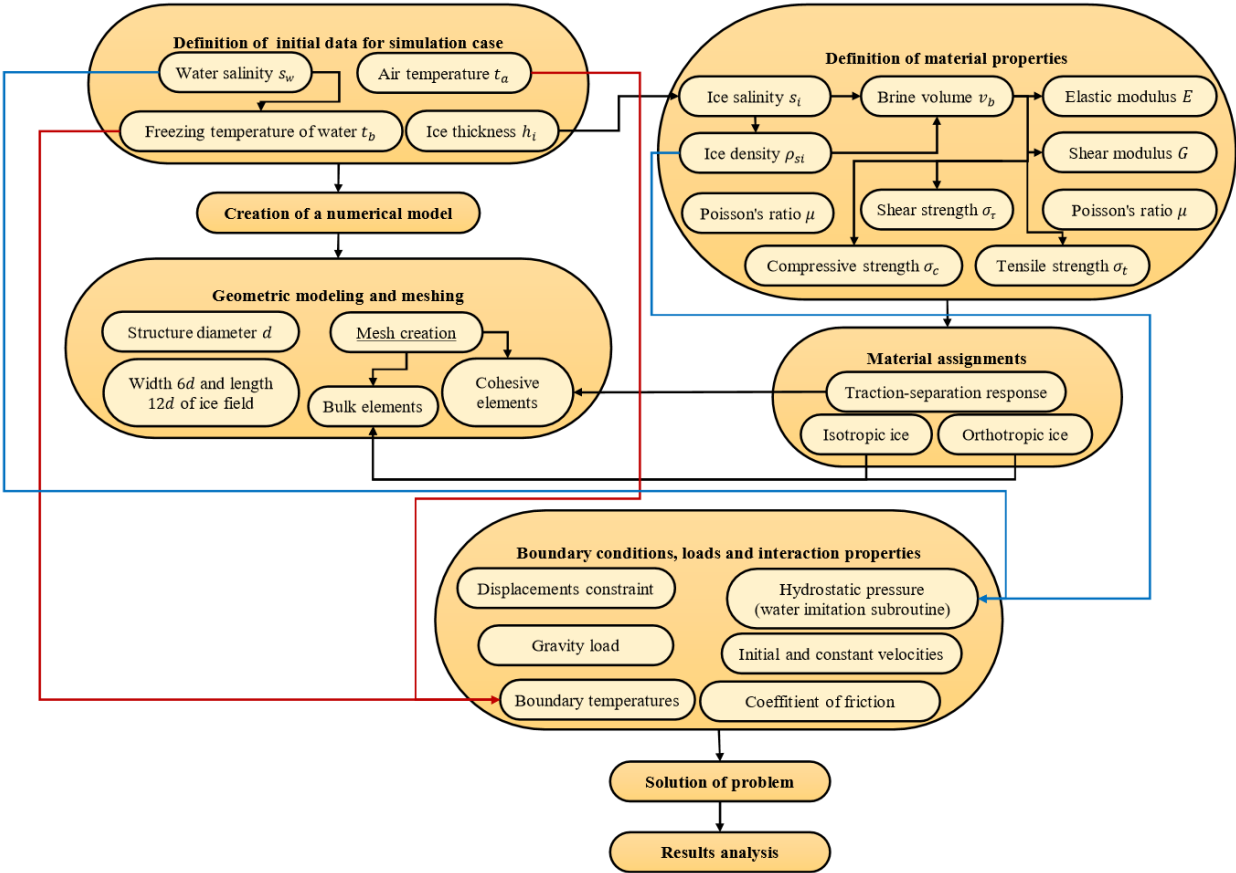 Definition of initial data for simulation case
Water salinity s_w
Air temperature t_a
Freezing temperature of water t_b
Ice thickness h_i
Creation of a numerical model
Geometric modeling and meshing
Structure diameter d
Mesh creation
Width 6d and length
12d of ice field
Bulk elements
Cohesive
elements
Definition of material properties
Ice salinity s_i
Brine volume v_b
Elastic modulus E
Ice density ρ_si
Shear modulus G
Poisson's ratio μ
Shear strength σ_τ
Poisson's ratio μ
Compressive strength σ_c
Tensile strength σ_t
Material assignments
Traction-separation response
Isotropic ice
Orthotropic ice
Boundary conditions, loads and interaction properties
Displacements constraint
Hydrostatic pressure
(water imitation subroutine)
Gravity load
Initial and constant velocities
Boundary temperatures
Coeffitient of friction
Solution of problem
Results analysis